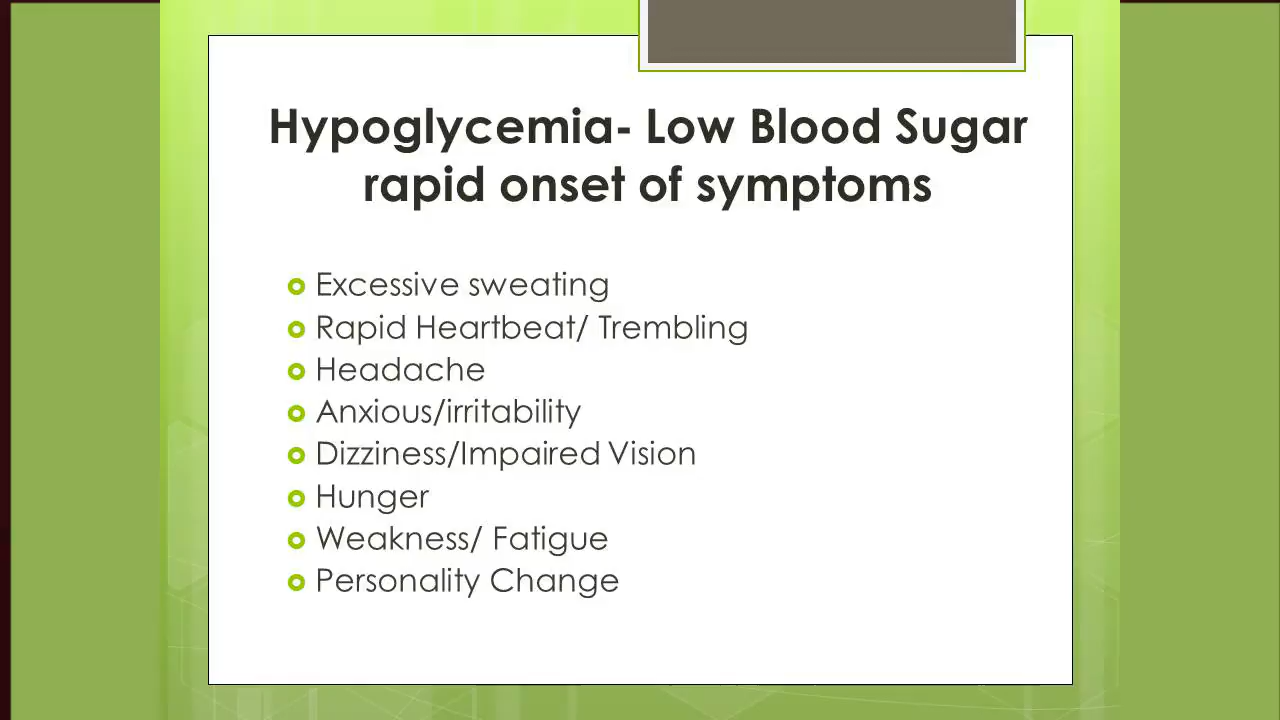 Hypoglycemia- Low Blood Sugar
rapid onset of symptoms
Excessive sweating
Rapid Heartbeat/ Trembling
Headache
Anxious/irritability
Dizziness/Impaired Vision
Hunger
Weakness/ Fatigue
Personality Change